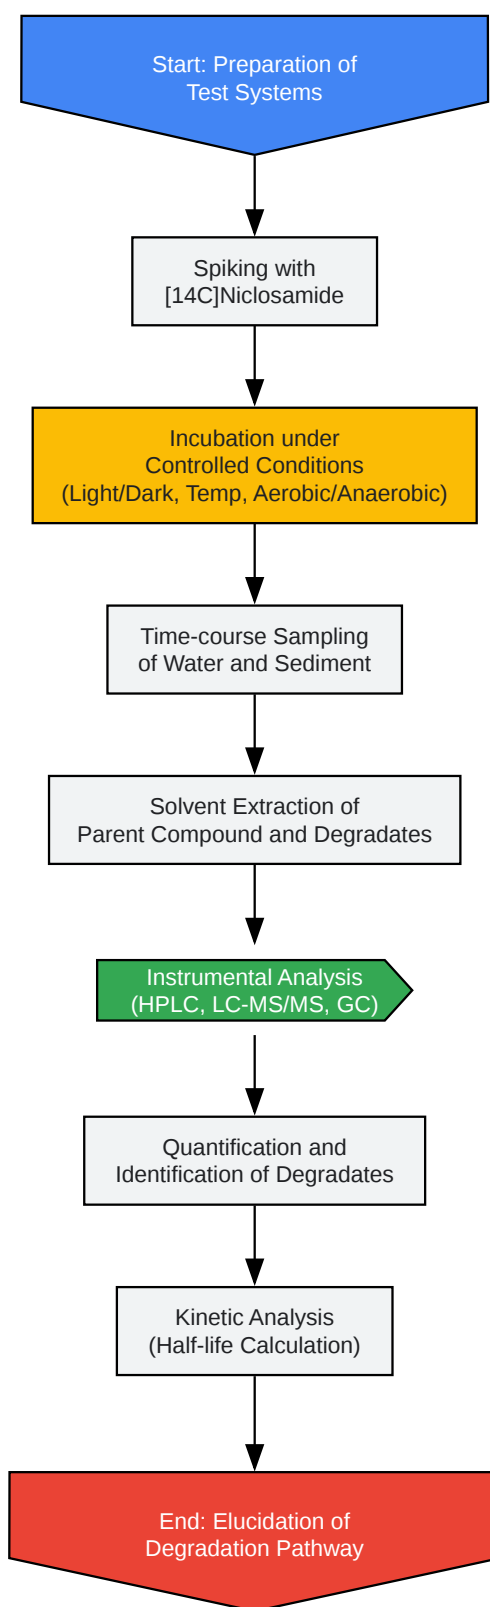 Start: Preparation of
Test Systems
Spiking with
[14C]Niclosamide
Incubation under
Controlled Conditions
(Light/Dark, Temp, Aerobic/Anaerobic)
Time-course Sampling
of Water and Sediment
Solvent Extraction of
Parent Compound and Degradates
Instrumental Analysis
(HPLC, LC-MS/MS, GC)
Quantification and
Identification of Degradates
Kinetic Analysis
(Half-life Calculation)
End: Elucidation of
Degradation Pathway